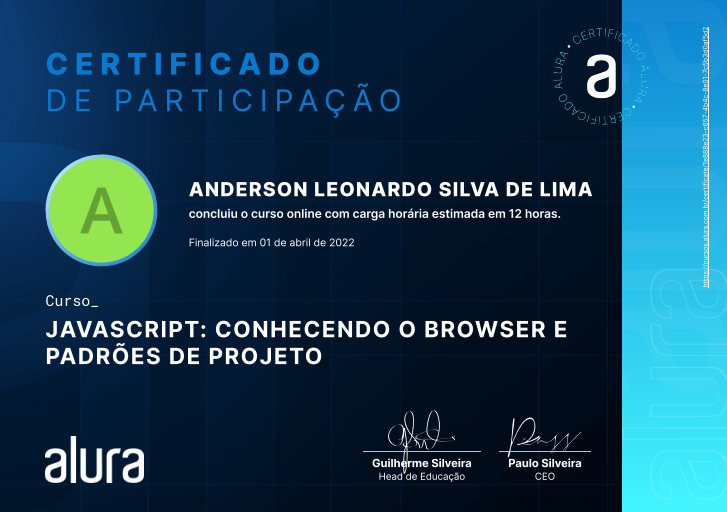 CERTIFICADO
DE PARTICIPAÇÃO
CERTIFICADO ALURA • CERTIFICADO ALURA •
a
A
ANDERSON LEONARDO SILVA DE LIMA
concluiu o curso online com carga horária estimada em 12 horas.
Finalizado em 01 de abril de 2022
Curso_
JAVASCRIPT: CONHECENDO O BROWSER E
PADRÕES DE PROJETO
alura
Guilherme Silveira
Head de Educação
Paulo Silveira
CEO
alura